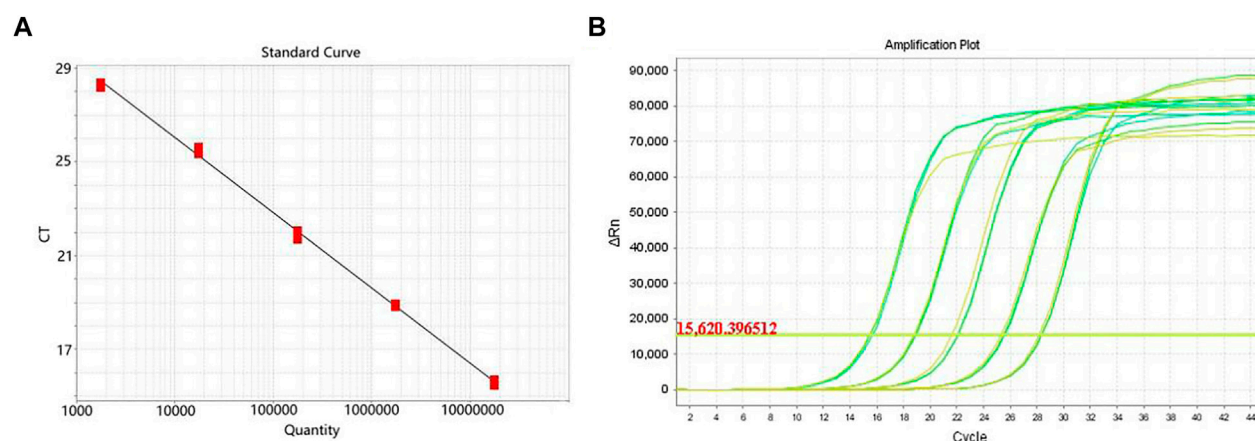 A
Standard Curve
29
25
21
17
CT
1000 10000 100000 1000000 10000000
Quantity
B
Amplification Plot
90,000
80,000
70,000
60,000
50,000
40,000
30,000
20,000
15,620.396512
10,000
0
ΔRn
2 4 6 8 10 12 14 16 18 20 22 24 26 28 30 32 34 36 38 40 42 44
Cycle